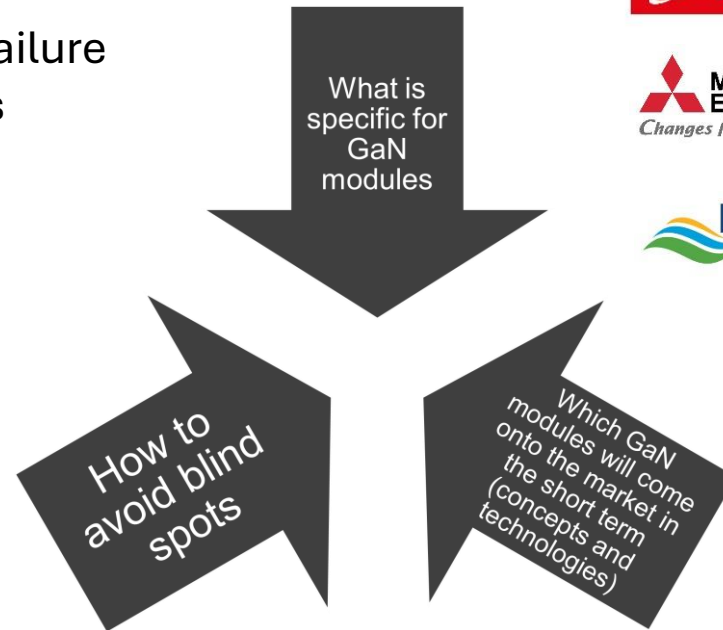 ailure
s
What is
specific for
GaN
modules
M
E
Changes
How to
avoid blind
spots
Which GaN
modules will come
onto the market in
the short term
(concepts and
technologies)